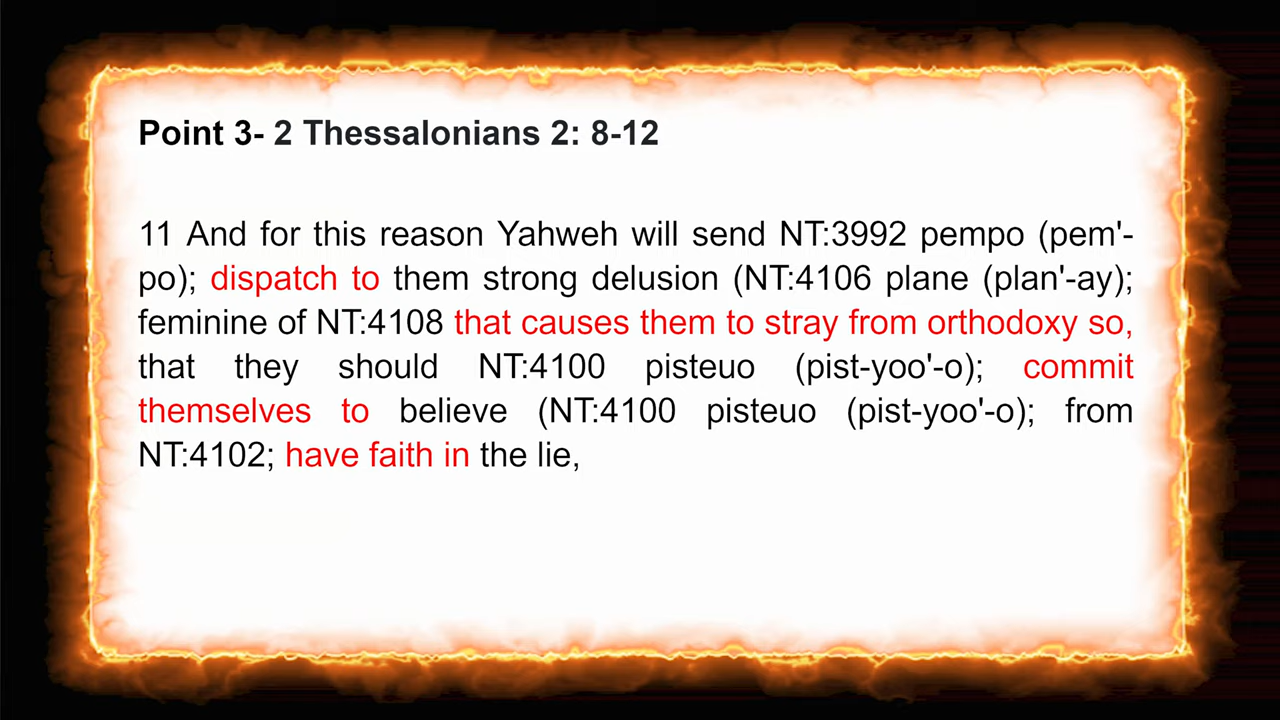 Point 3- 2 Thessalonians 2: 8-12
11 And for this reason Yahweh will send NT:3992 pempo (pem'-
po); dispatch to them strong delusion (NT:4106 plane (plan'-ay);
feminine of NT:4108 that causes them to stray from orthodoxy so,
that they should NT:4100 pisteuo (pist-yoo'-o); commit
themselves to believe (NT:4100 pisteuo (pist-yoo'-o); from
NT:4102; have faith in the lie,